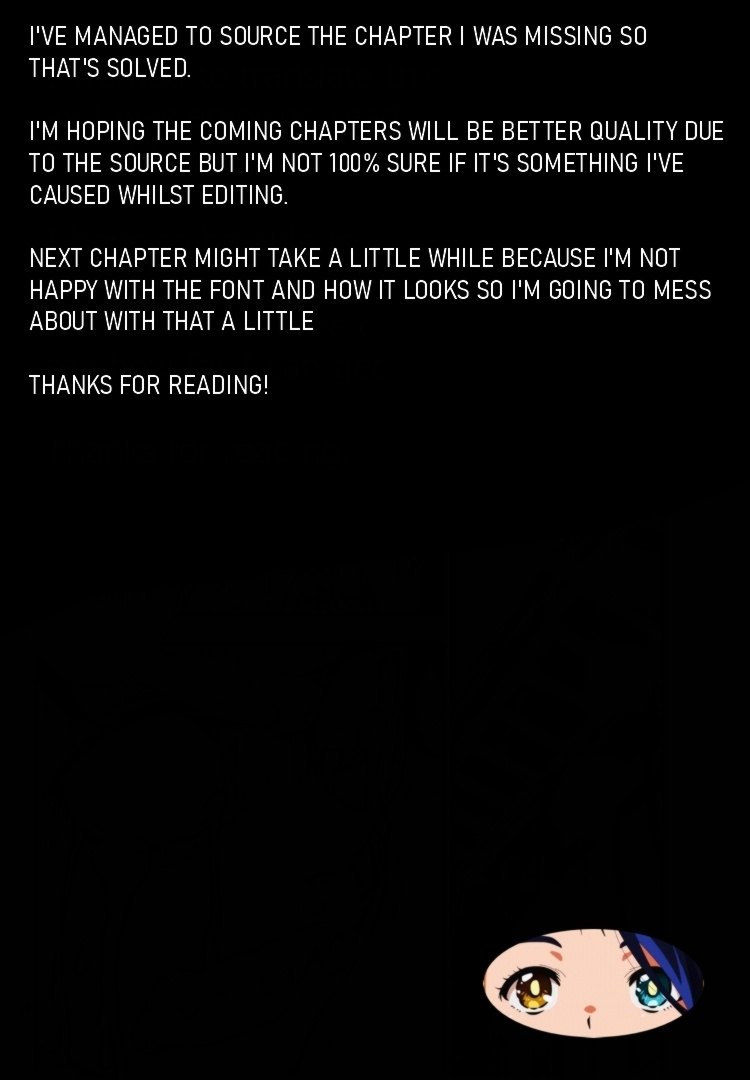 I'VE MANAGED TO SOURCE THE CHAPTER I WAS MISSING SO
THAT'S SOLVED.
I'M HOPING THE COMING CHAPTERS WILL BE BETTER QUALITY DUE
TO THE SOURCE BUT I'M NOT 100% SURE IF IT'S SOMETHING I'VE
CAUSED WHILST EDITING.
NEXT CHAPTER MIGHT TAKE A LITTLE WHILE BECAUSE I'M NOT
HAPPY WITH THE FONT AND HOW IT LOOKS SO I'M GOING TO MESS
ABOUT WITH THAT A LITTLE
THANKS FOR READING!